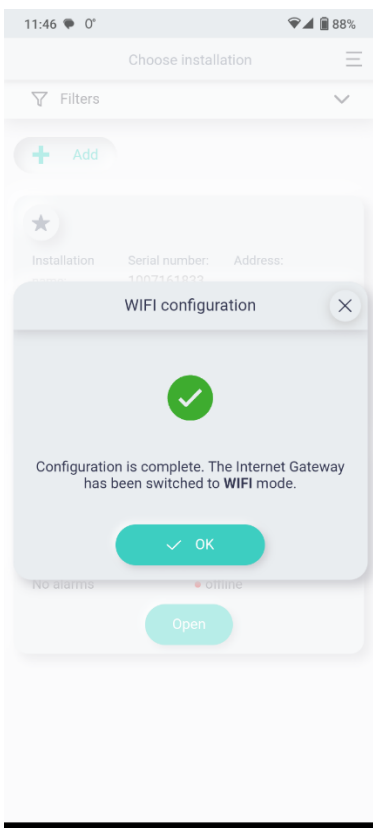 11:46 0° 88%
Choose installation
Filters
Add
Installation Serial number: Address:
1097161822
WIFI configuration
Configuration is complete. The Internet Gateway
has been switched to WIFI mode.
OK
No alarms offline
Open